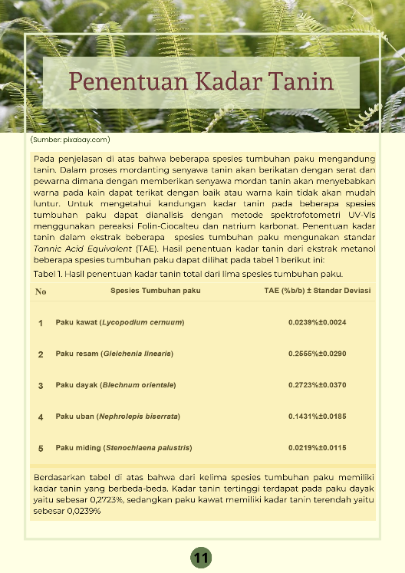 Penentuan Kadar Tanin
(Sumber: pixabay.com)
Pada penjelasan di atas bahwa beberapa spesies tumbuhan paku mengandung
tanin. Dalam proses mordanting senyawa tanin akan berikatan dengan serat dan
pewarna dimana dengan memberikan senyawa mordan tanin akan menyebabkan
warna pada kain dapat terikat dengan baik atau warna kain tidak akan mudah
luntur. Untuk mengetahui kandungan kadar tanin pada beberapa spesies
tumbuhan paku dapat dianalisis dengan metode spektrofotometri UV-Vis
menggunakan pereaksi Folin-Ciocalteu dan natrium karbonat. Penentuan kadar
tanin dalam ekstrak beberapa spesies tumbuhan paku mengunakan standar
Tannic Acid Equivalent (TAE). Hasil penentuan kadar tanin dari ekstrak metanol
beberapa spesies tumbuhan paku dapat dilihat pada table 1 berikut ini:
Tabel 1. Hasil penentuan kadar tanin total dari lima spesies tumbuhan paku.
No Spesies Tumbuhan paku TAE (%b/b) ± Standar Deviasi
1 Paku kawat (Lycopodium cernuum) 0.0239%±0.0024
2 Paku resam (Gleichenia linearis) 0.2555%±0.0290
3 Paku dayak (Blechnum orientale) 0.2723%±0.0370
4 Paku uban (Nephrolepis biserrata) 0.1431%±0.0185
5 Paku miding (Stenochlaena palustris) 0.0219%±0.0115
Berdasarkan tabel di atas bahwa dari kelima spesies tumbuhan paku memiliki
kadar tanin yang berbeda-beda. Kadar tanin tertinggi terdapat pada paku dayak
yaitu sebesar 0,2723%, sedangkan paku kawat memiliki kadar tanin terendah yaitu
sebesar 0,0239%
11